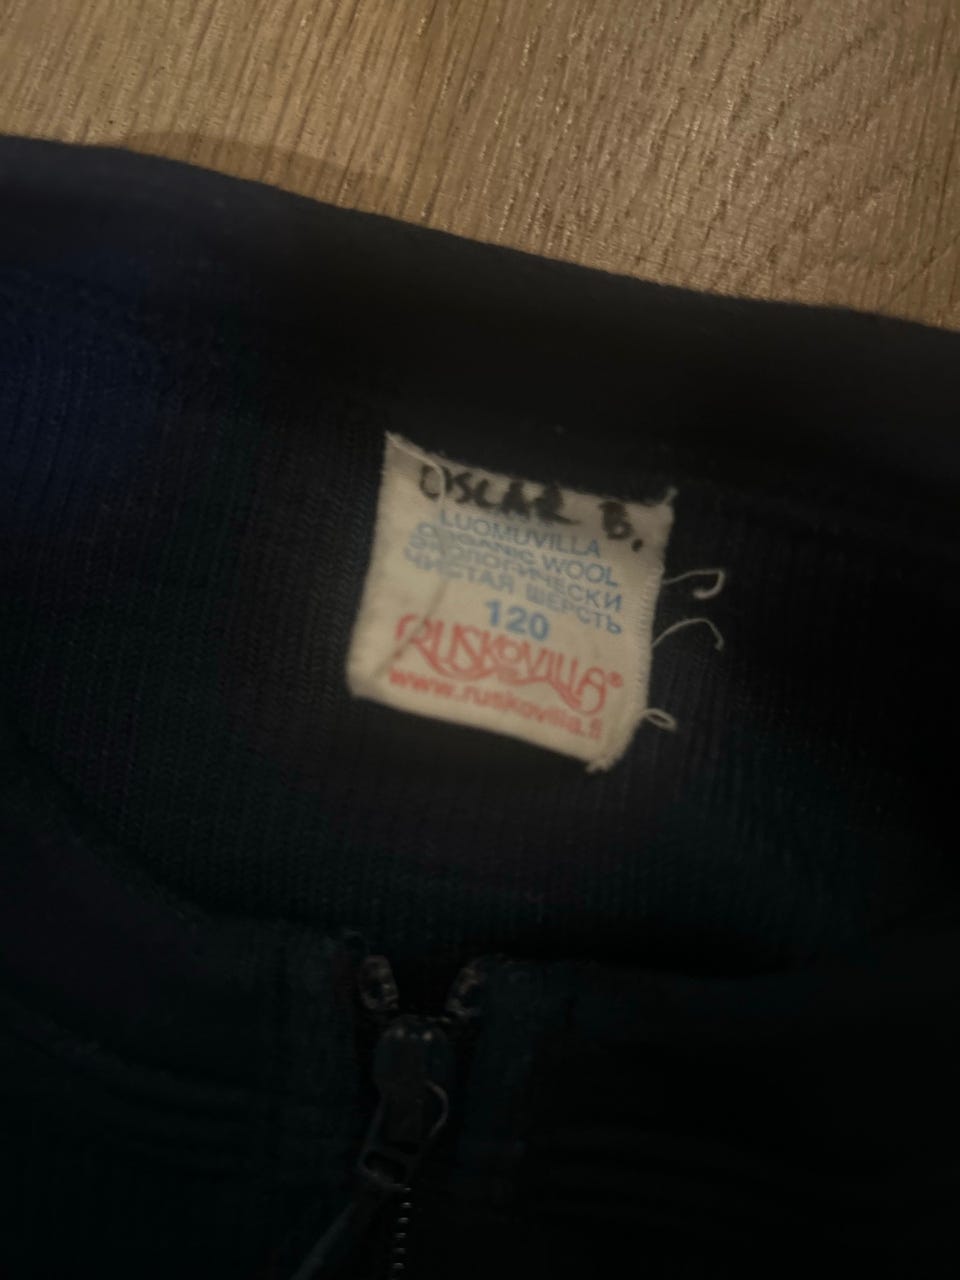 OSCAR B.
LUOMUVILLA
ORGANIC WOOL
ЭКОЛОГИЧЕСКИ
ЧИСТАЯ ШЕРСТЬ
120
RUSKOVILLA®
www.ruskovilla.fi